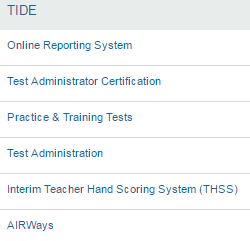 TIDE
Online Reporting System
Test Administrator Certification
Practice & Training Tests
Test Administration
Interim Teacher Hand Scoring System (THSS)
AIRWays